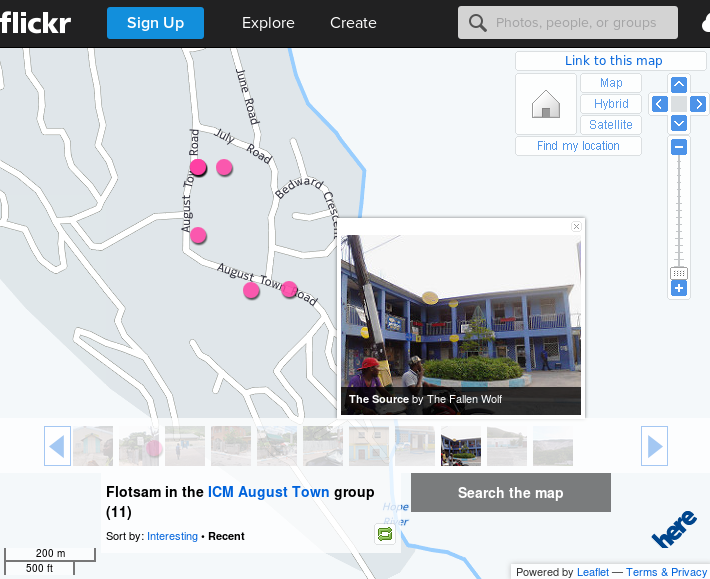 flickr
Sign Up
Explore
Create
Photos, people, or groups
Link to this map
Map
Hybrid
Satellite
Find my location
June Road
July Road
August Town Road
Bedward Crescent
August Town Road
The Source by The Fallen Wolf
Flotsam in the ICM August Town group
(11)
Sort by: Interesting • Recent
Search the map
Hope
River
here
200 m
500 ft
Powered by Leaflet — Terms & Privacy